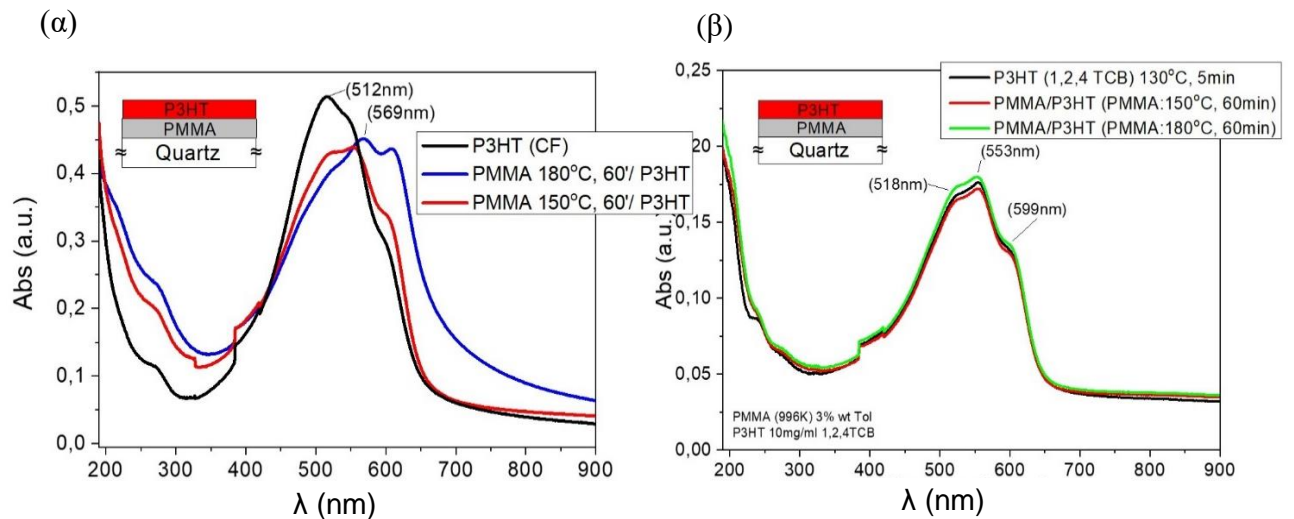 (α)
P3HT
PMMA
≈ Quartz ≈
(512nm)
(569nm)
P3HT (CF)
PMMA 180°C, 60'/ P3HT
PMMA 150°C, 60'/ P3HT
Abs (a.u.)
0,5
0,4
0,3
0,2
0,1
0,0
200 300 400 500 600 700 800 900
λ (nm)
(β)
P3HT
PMMA
≈ Quartz ≈
P3HT (1,2,4 TCB) 130°C, 5min
PMMA/P3HT (PMMA:150°C, 60min)
PMMA/P3HT (PMMA:180°C, 60min)
(553nm)
(518nm)
(599nm)
Abs (a.u.)
0,25
0,20
0,15
0,10
0,05
0,00
PMMA (996K) 3% wt Tol
P3HT 10mg/ml 1,2,4TCB
200 300 400 500 600 700 800 900
λ (nm)